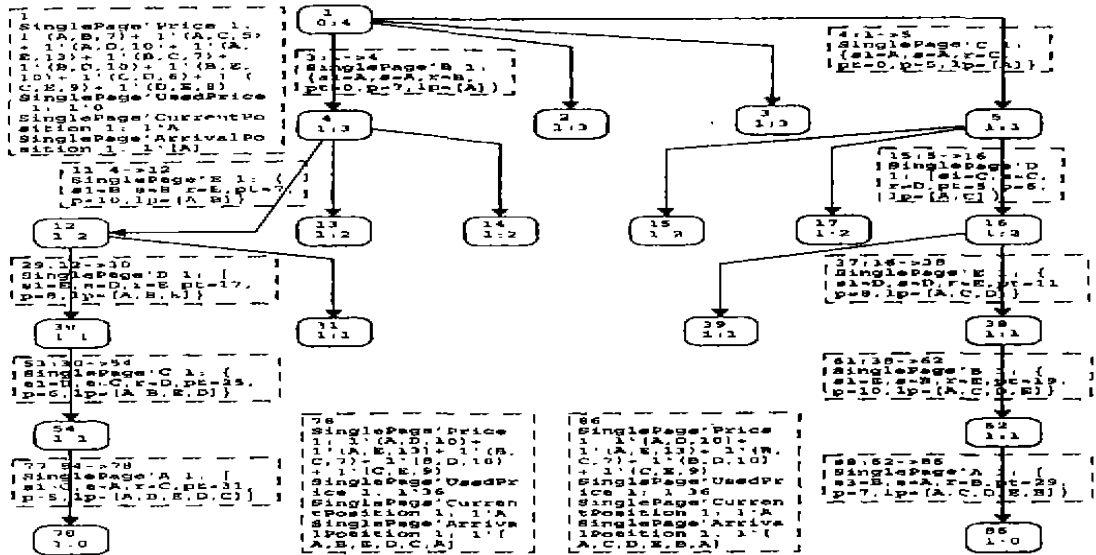 1
SinglePage'Price 1:
1`(A,B,7)+ 1`(A,C,5)
+ 1`(A,D,10)+ 1`(A,
E,13)+ 1`(B,C,7)+
1`(B,D,10)+ 1`(B,E,
10)+ 1`(C,D,6)+ 1`(
C,E,9)+ 1`(D,E,8)
SinglePage'UsedPrice
1: 1`0
SinglePage'CurrentPo
sition 1: 1`A
SinglePage'ArrivalPo
sition 1: 1`[A]
1
0:4
3:1->4
SinglePage'B 1:
{s1=A,s=A,r=B,
pt=0,p=7,lp=[A]}
4:1->5
SinglePage'C 1:
{s1=A,s=A,r=C,
pt=0,p=5,lp=[A]}
4
1:3
2
1:3
3
1:3
5
1:1
11:4->12
SinglePage'E 1: {
s1=B,s=B,r=E,pt=7,
p=10,lp=[A,B]}
15:5->16
SinglePage'D
1: {s1=C,s=C,
r=D,pt=5,p=6,
lp=[A,C]}
12
1:2
13
1:2
14
1:2
15
1:2
17
1:2
16
1:2
29:12->30
SinglePage'D 1: {
p=8,lp=
37:16->38
SinglePage'E 1: {
s1=D,s=D,r=E,pt=11
p=8,lp=[A,C,D]}
30
1:1
31
1:1
39
1:1
38
1:1
53:30->54
SinglePage'C 1: {
p=6,lp=[A,B,E,D]}
61:38->62
SinglePage'B 1: {
s1=E,s=E,r=E,pt=19,
p=10,lp=[A,C,D,E]}
54
1:1
62
1:1
77:54->78
SinglePage'A 1: {
78
SinglePage'Price
1: 1`(A,D,10)+
1`(A,E,13)+ 1`(B,
C,7)+ 1`(B,D,10)
+ 1`(C,E,9)
SinglePage'UsedPr
ice 1: 1`36
SinglePage'Curren
tPosition 1: 1`A
SinglePage'Arriva
lPosition 1: 1`[
A,B,E,D,C,A]
86
SinglePage'Price
1: 1`(A,D,10)+
1`(A,E,13)+ 1`(B,
C,7)+ 1`(B,D,10)
+ 1`(C,E,9)
SinglePage'UsedPr
ice 1: 1`36
SinglePage'Curren
tPosition 1: 1`A
SinglePage'Arriva
lPosition 1: 1`[
A,C,D,E,B,A]
SinglePage'A 1: {
s1=B,s=A,r=B,pt=29,
p=7,lp=[A,C,D,E,B]}
78
1:0
86
1:0